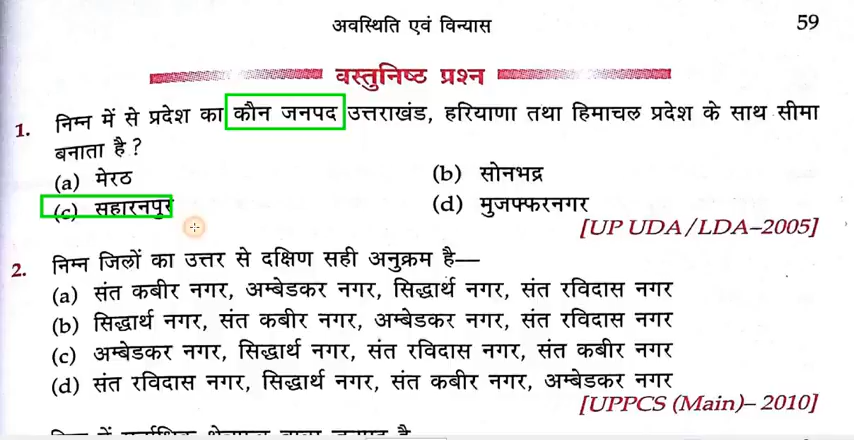 अवस्थिति एवं विन्यास 59
वस्तुनिष्ठ प्रश्न
1. निम्न में से प्रदेश का कौन जनपद उत्तराखंड, हरियाणा तथा हिमाचल प्रदेश के साथ सीमा
बनाता है ?
(a) मेरठ (b) सोनभद्र
(c) सहारनपुर (d) मुजफ्फरनगर
[UP UDA/LDA–2005]
2. निम्न जिलों का उत्तर से दक्षिण सही अनुक्रम है—
(a) संत कबीर नगर, अम्बेडकर नगर, सिद्धार्थ नगर, संत रविदास नगर
(b) सिद्धार्थ नगर, संत कबीर नगर, अम्बेडकर नगर, संत रविदास नगर
(c) अम्बेडकर नगर, सिद्धार्थ नगर, संत रविदास नगर, संत कबीर नगर
(d) संत रविदास नगर, सिद्धार्थ नगर, संत कबीर नगर, अम्बेडकर नगर
[UPPCS (Main)–2010]